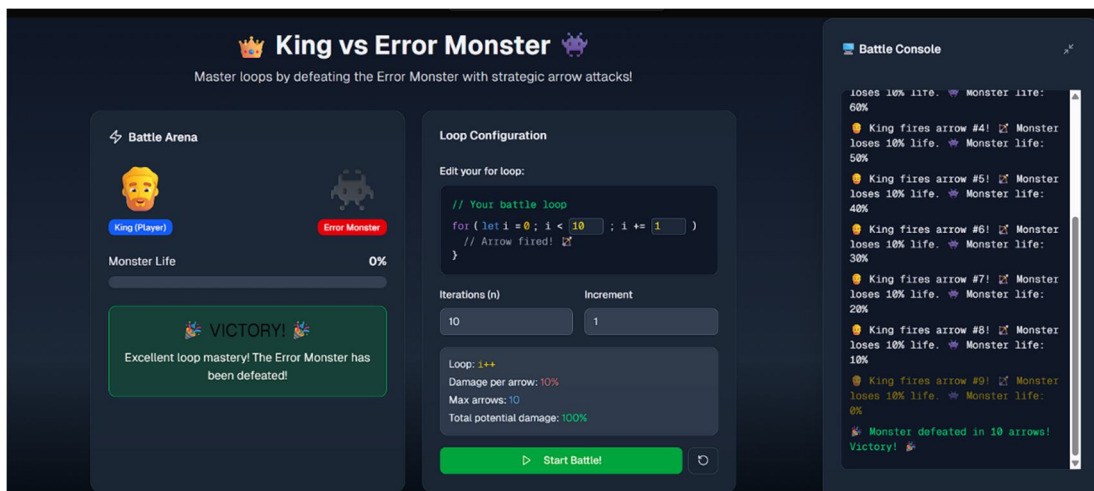 👑 King vs Error Monster 👾
Master loops by defeating the Error Monster with strategic arrow attacks!
Battle Arena
King (Player)
Error Monster
Monster Life 0%
🎉 VICTORY! 🎉
Excellent loop mastery! The Error Monster has
been defeated!
Loop Configuration
Edit your for loop:
// Your battle loop
for ( let i = 0 ; i < 10 ; i += 1 )
// Arrow fired! 🏹
}
Iterations (n) Increment
10 1
Loop: i++
Damage per arrow: 10%
Max arrows: 10
Total potential damage: 100%
Start Battle!
Battle Console
loses 10% life. 👾 Monster life:
60%
King fires arrow #4! 🏹 Monster
loses 10% life. 👾 Monster life:
50%
King fires arrow #5! 🏹 Monster
loses 10% life. 👾 Monster life:
40%
King fires arrow #6! 🏹 Monster
loses 10% life. 👾 Monster life:
30%
King fires arrow #7! 🏹 Monster
loses 10% life. 👾 Monster life:
20%
King fires arrow #8! 🏹 Monster
loses 10% life. 👾 Monster life:
10%
King fires arrow #9! 🏹 Monster
loses 10% life. 👾 Monster life:
0%
🎉 Monster defeated in 10 arrows!
Victory! 🎉